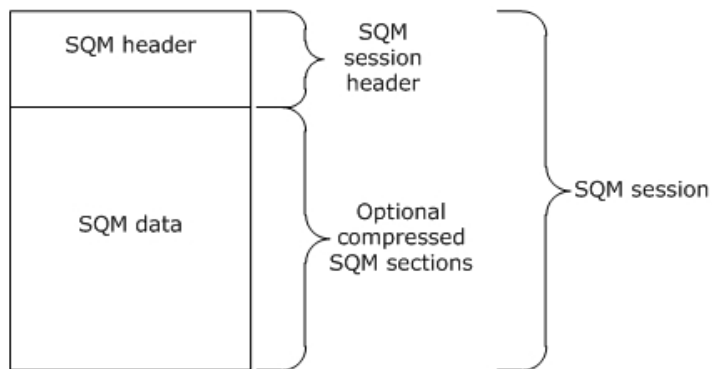 SQM header
SQM
session
header
SQM data
Optional
compressed
SQM sections
SQM session